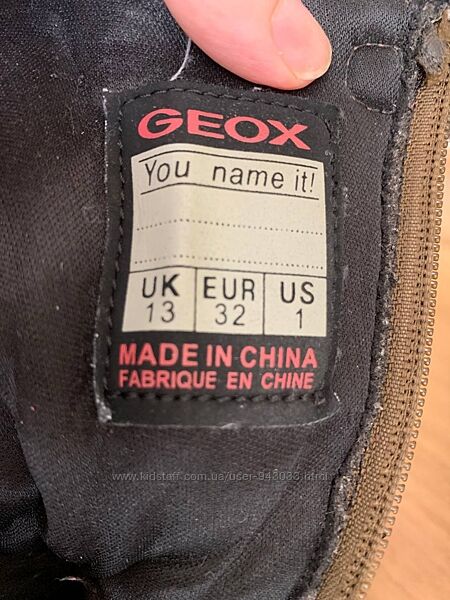 GEOX
You name it!
UK EUR US
13 32 1
MADE IN CHINA
FABRIQUE EN CHINE
www.kidstaff.com.ua/user-943033.html